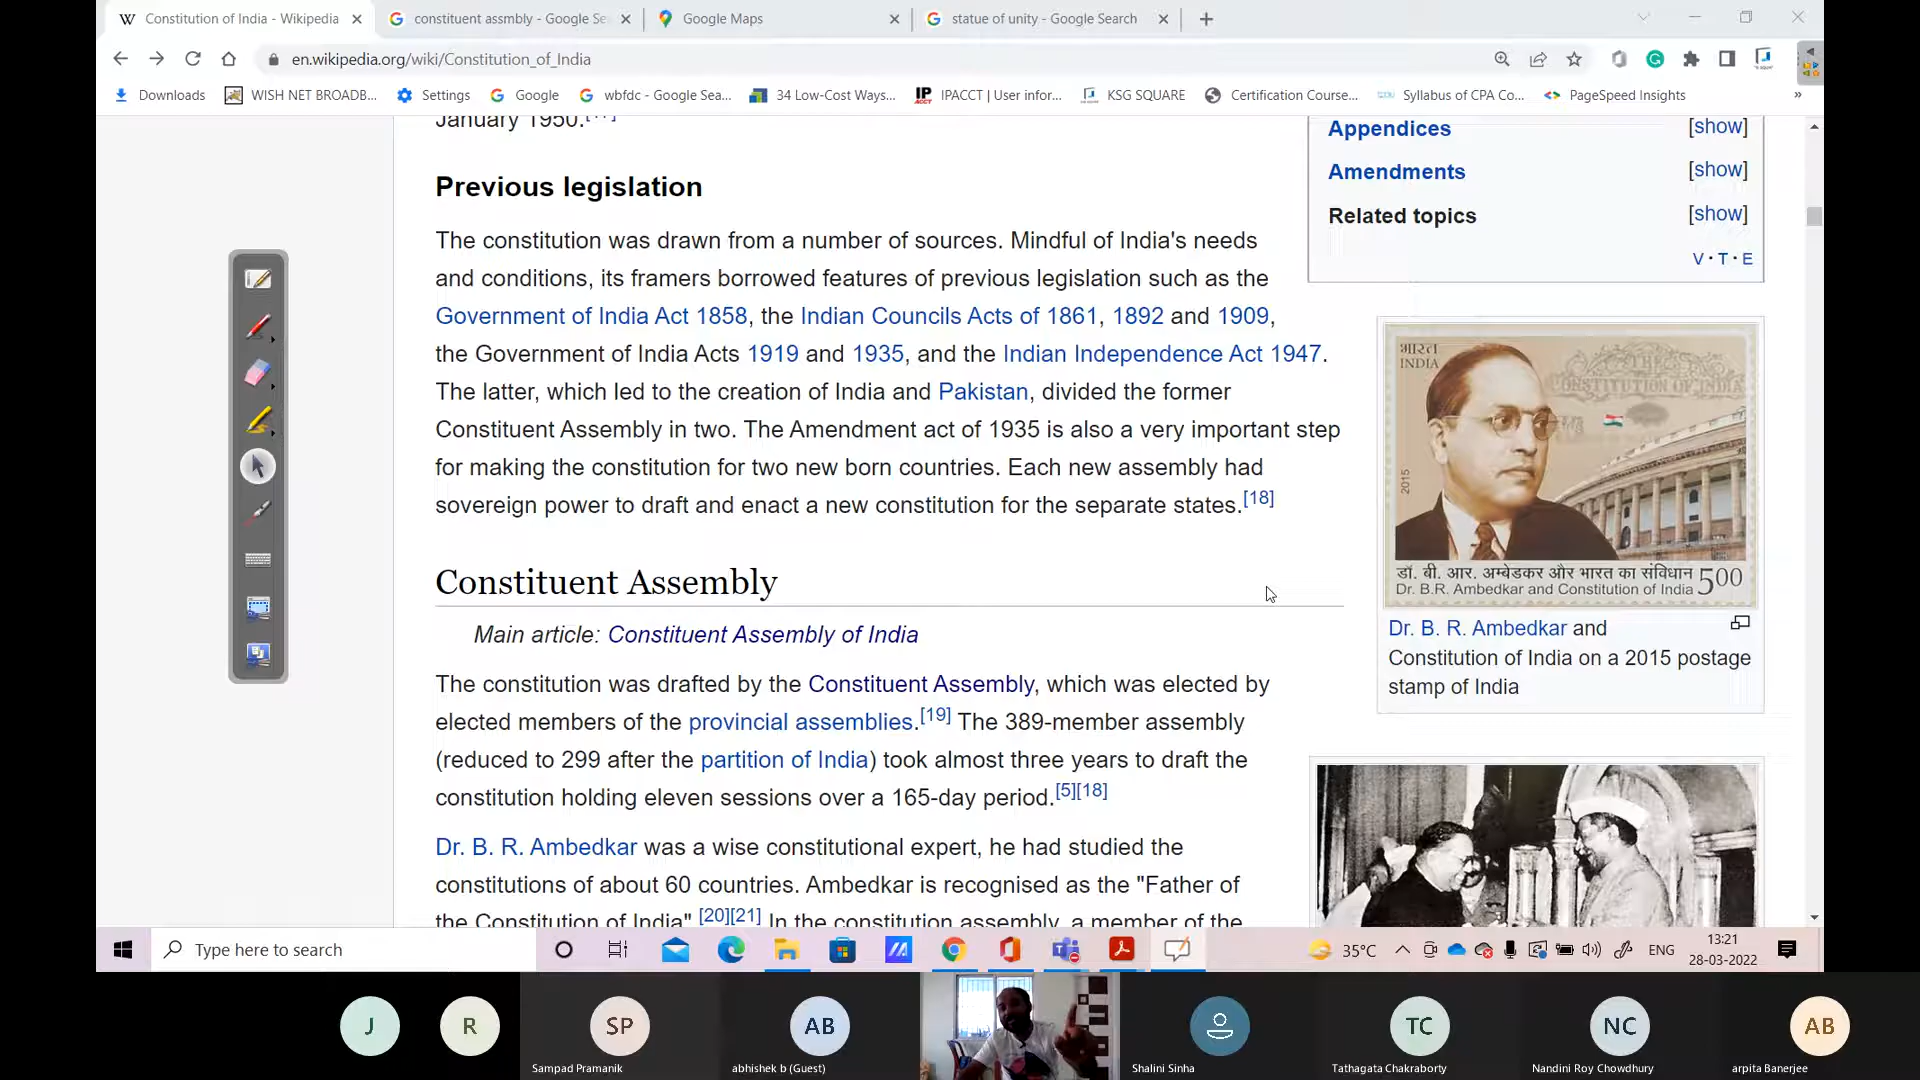 Constitution of India - Wikipedia
constituent assmbly - Google Se
Google Maps
statue of unity - Google Search
en.wikipedia.org/wiki/Constitution_of_India
Downloads
WISH NET BROADB...
Settings
Google
wbfdc - Google Sea...
34 Low-Cost Ways...
IPACCT | User infor...
KSG SQUARE
Certification Course...
Syllabus of CPA Co...
PageSpeed Insights
January 1950.
Appendices [show]
Amendments [show]
Related topics [show]
V · T · E
Previous legislation
The constitution was drawn from a number of sources. Mindful of India's needs
and conditions, its framers borrowed features of previous legislation such as the
Government of India Act 1858, the Indian Councils Acts of 1861, 1892 and 1909,
the Government of India Acts 1919 and 1935, and the Indian Independence Act 1947.
The latter, which led to the creation of India and Pakistan, divided the former
Constituent Assembly in two. The Amendment act of 1935 is also a very important step
for making the constitution for two new born countries. Each new assembly had
sovereign power to draft and enact a new constitution for the separate states.[18]
भारत
INDIA
THE
CONSTITUTION OF INDIA
2015
डॉ. बी. आर. अम्बेडकर और भारत का संविधान
Dr. B.R. Ambedkar and Constitution of India
500
Dr. B. R. Ambedkar and
Constitution of India on a 2015 postage
stamp of India
Constituent Assembly
Main article: Constituent Assembly of India
The constitution was drafted by the Constituent Assembly, which was elected by
elected members of the provincial assemblies.[19] The 389-member assembly
(reduced to 299 after the partition of India) took almost three years to draft the
constitution holding eleven sessions over a 165-day period.[5][18]
Dr. B. R. Ambedkar was a wise constitutional expert, he had studied the
constitutions of about 60 countries. Ambedkar is recognised as the "Father of
the Constitution of India".[20][21] In the constitution assembly, a member of the
Type here to search
35°C
ENG
13:21
28-03-2022
J
R
SP
Sampad Pramanik
AB
abhishek b (Guest)
Shalini Sinha
TC
Tathagata Chakraborty
NC
Nandini Roy Chowdhury
AB
arpita Banerjee